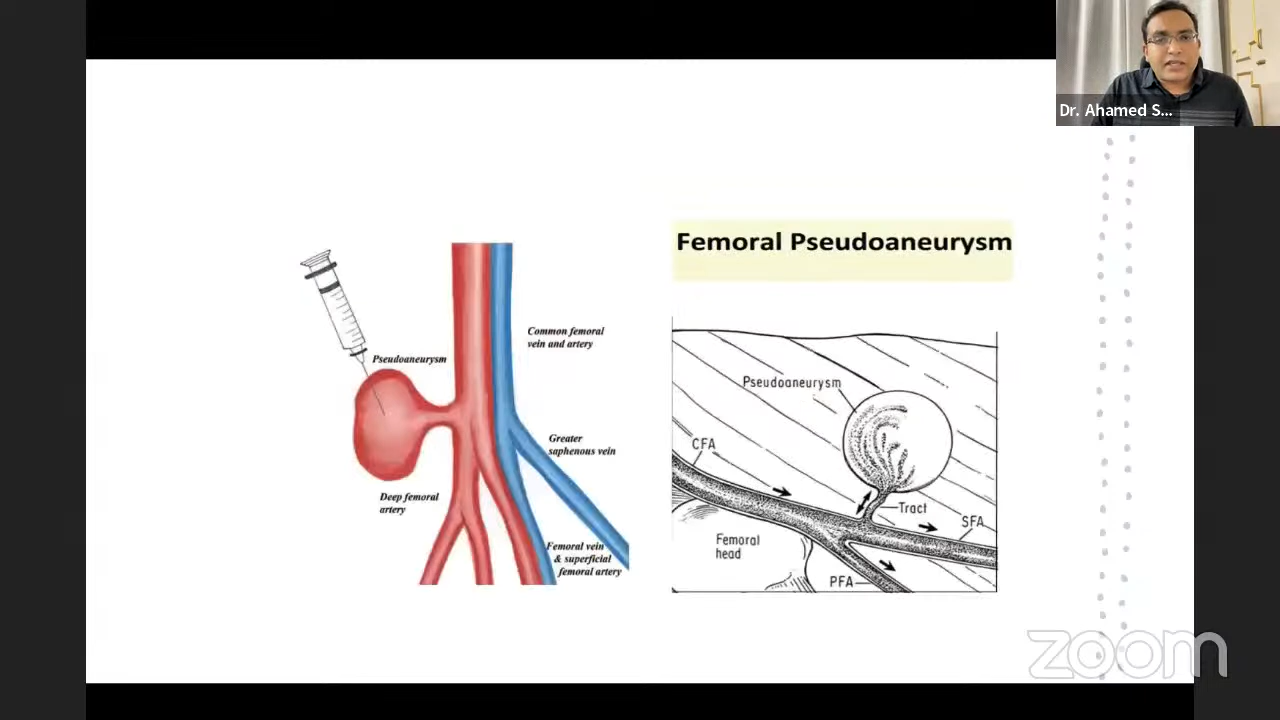 Dr. Ahamed S...
Femoral Pseudoaneurysm
Pseudoaneurysm
Common femoral
vein and artery
Greater
saphenous vein
Deep femoral
artery
Femoral vein
& superficial
femoral artery
Pseudoaneurysm
CFA
Tract
SFA
Femoral
head
PFA
zoom